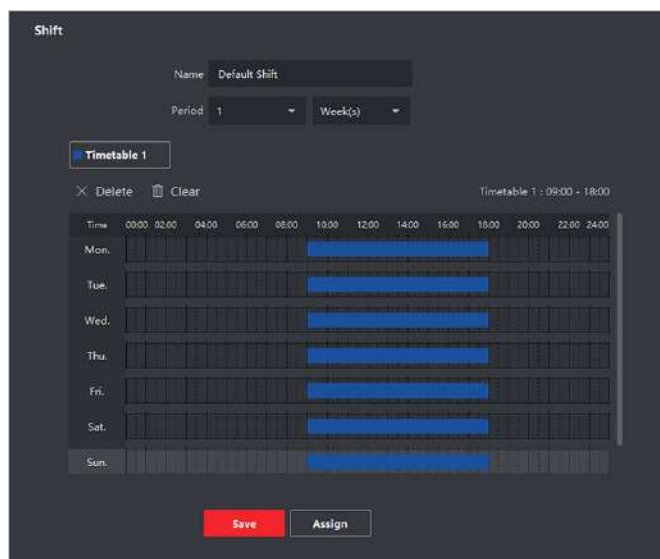 Shift
Name Default Shift
Period 1 Week(s)
Timetable 1
Delete Clear Timetable 1 : 09:00 - 18:00
Time 00:00 02:00 04:00 06:00 08:00 10:00 12:00 14:00 16:00 18:00 20:00 22:00 24:00
Mon.
Tue.
Wed.
Thu.
Fri.
Sat.
Sun.
Save Assign